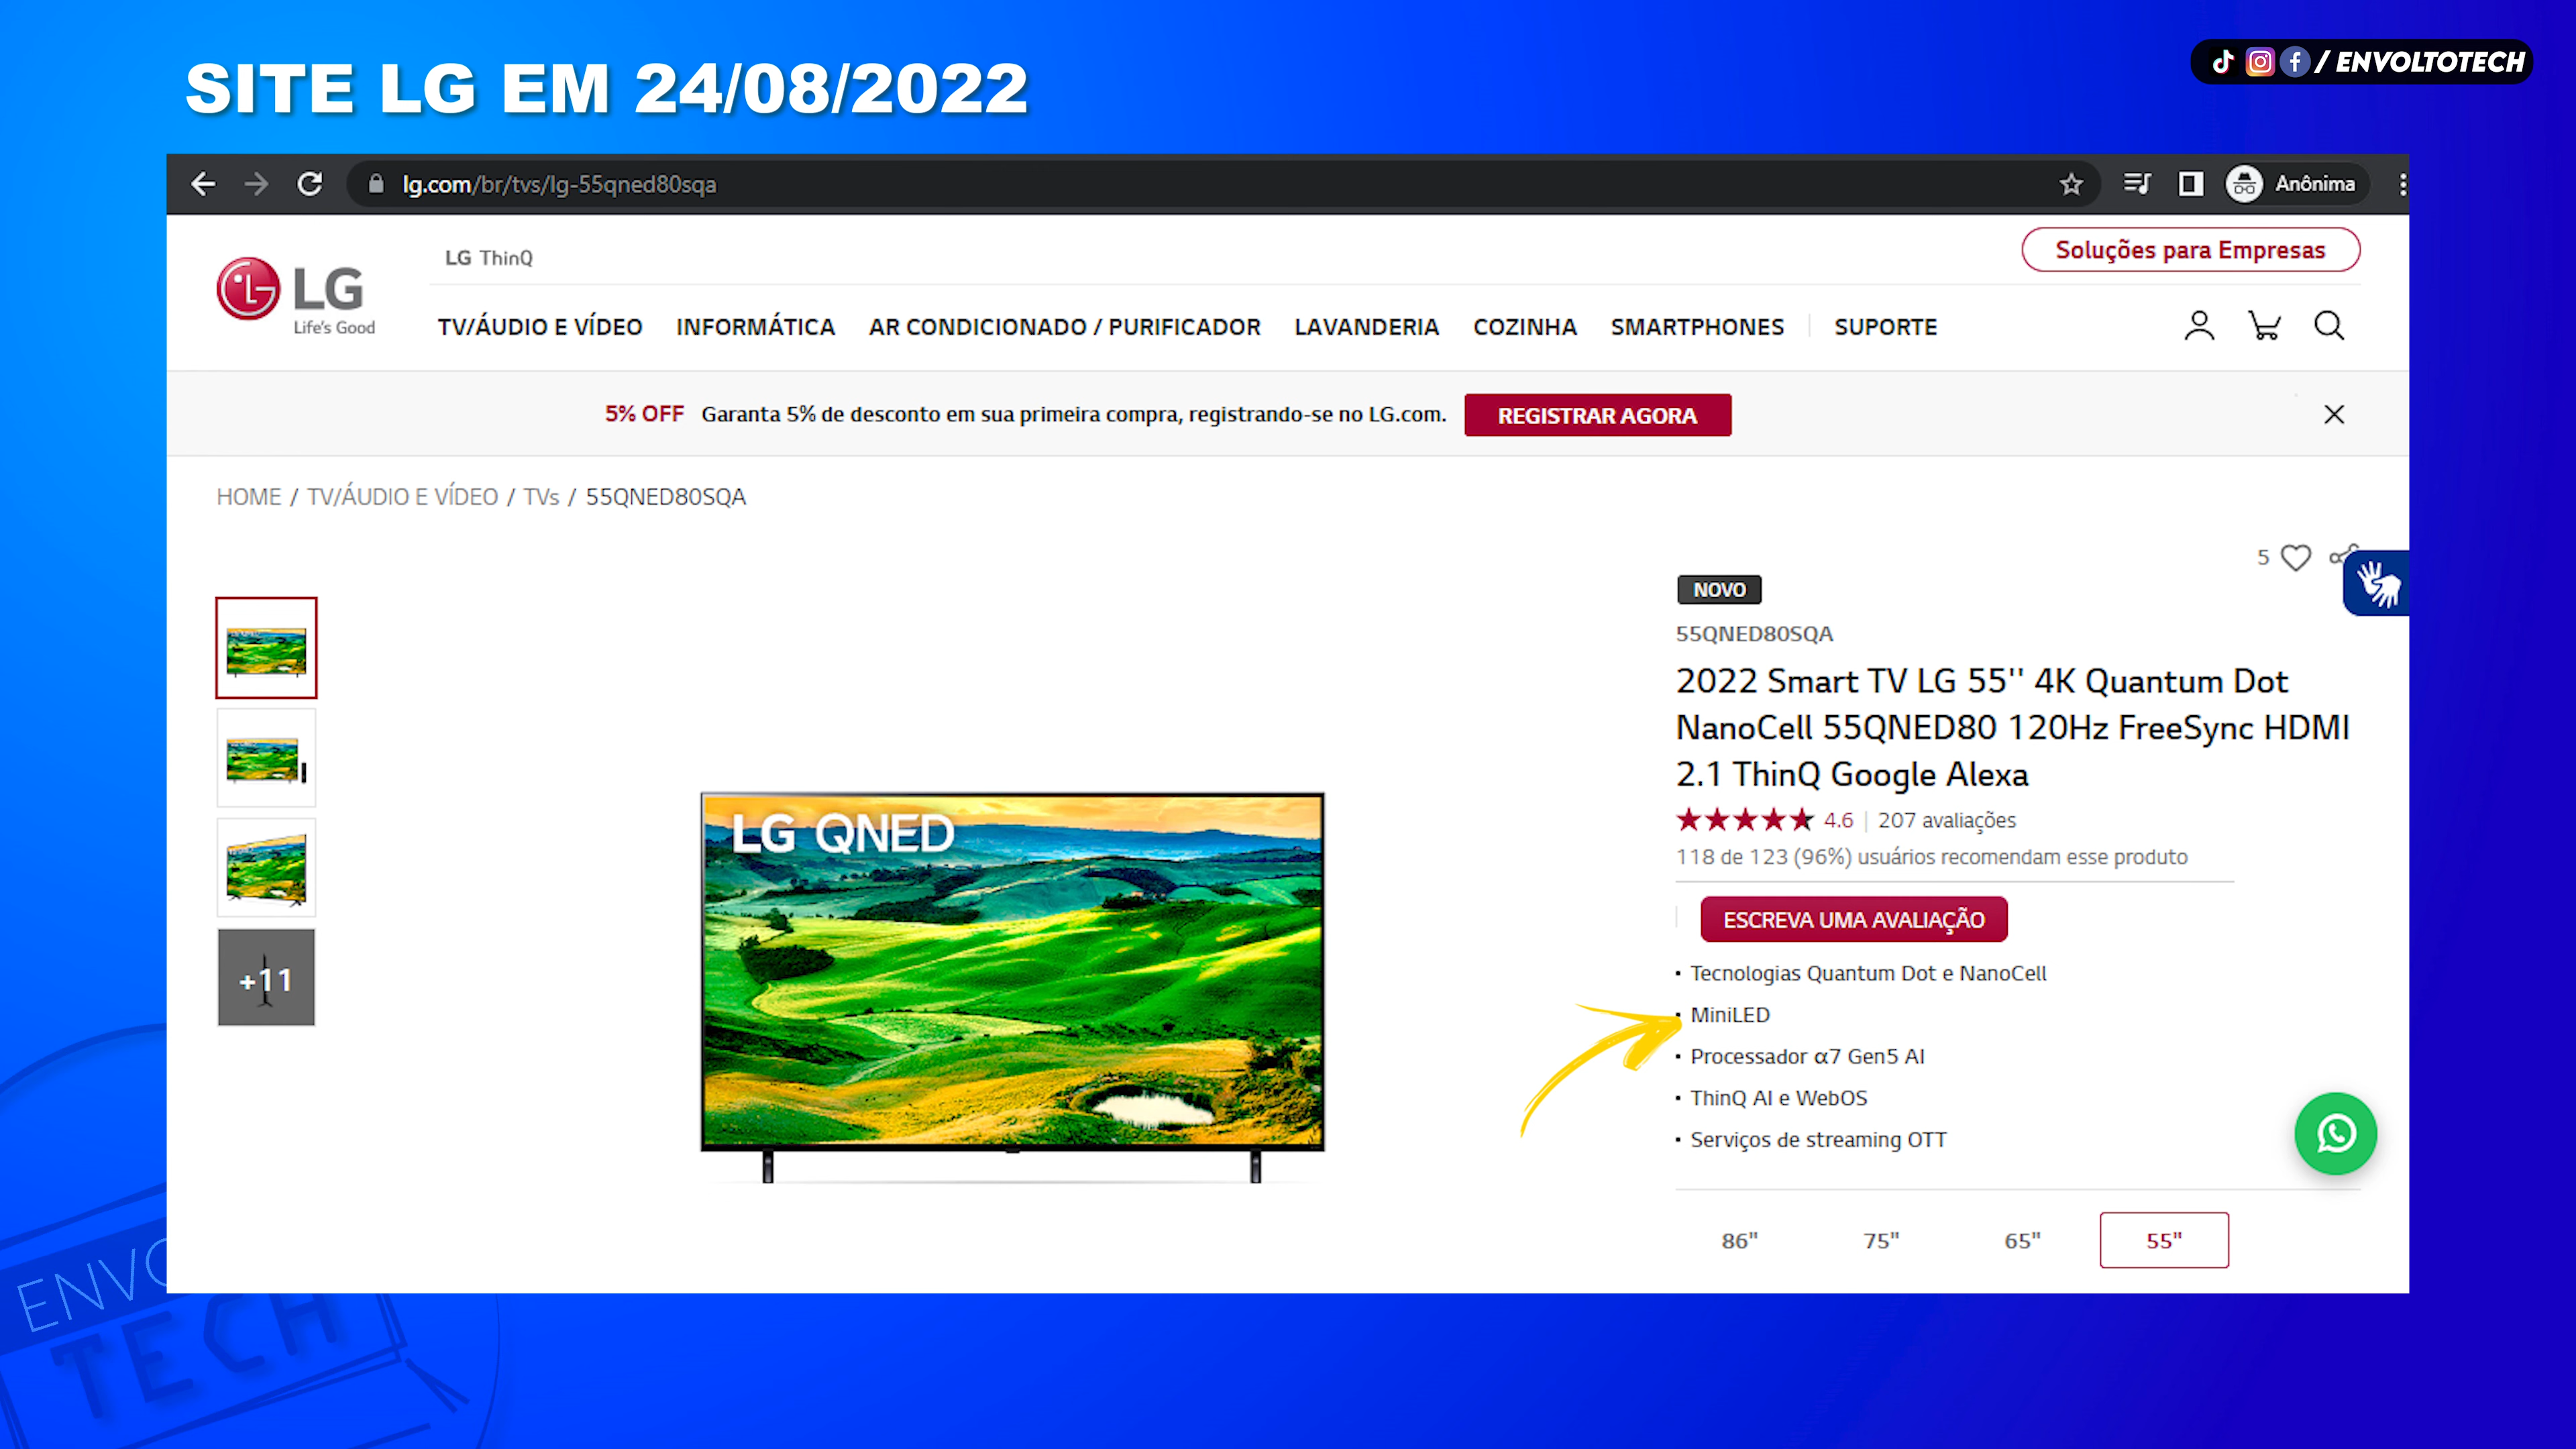 SITE LG EM 24/08/2022
/ ENVOLTOTECH
lg.com/br/tvs/lg-55qned80sqa
Anônima
LG ThinQ
Soluções para Empresas
LG
Life's Good
TV/ÁUDIO E VÍDEO INFORMÁTICA AR CONDICIONADO / PURIFICADOR LAVANDERIA COZINHA SMARTPHONES SUPORTE
5% OFF Garanta 5% de desconto em sua primeira compra, registrando-se no LG.com. REGISTRAR AGORA
HOME / TV/ÁUDIO E VÍDEO / TVs / 55QNED80SQA
5
NOVO
55QNED80SQA
2022 Smart TV LG 55'' 4K Quantum Dot
NanoCell 55QNED80 120Hz FreeSync HDMI
2.1 ThinQ Google Alexa
4.6 | 207 avaliações
118 de 123 (96%) usuários recomendam esse produto
ESCREVA UMA AVALIAÇÃO
• Tecnologias Quantum Dot e NanoCell
• MiniLED
• Processador α7 Gen5 AI
• ThinQ AI e WebOS
• Serviços de streaming OTT
86" 75" 65" 55"
LG QNED
+11
ENVO
TECH